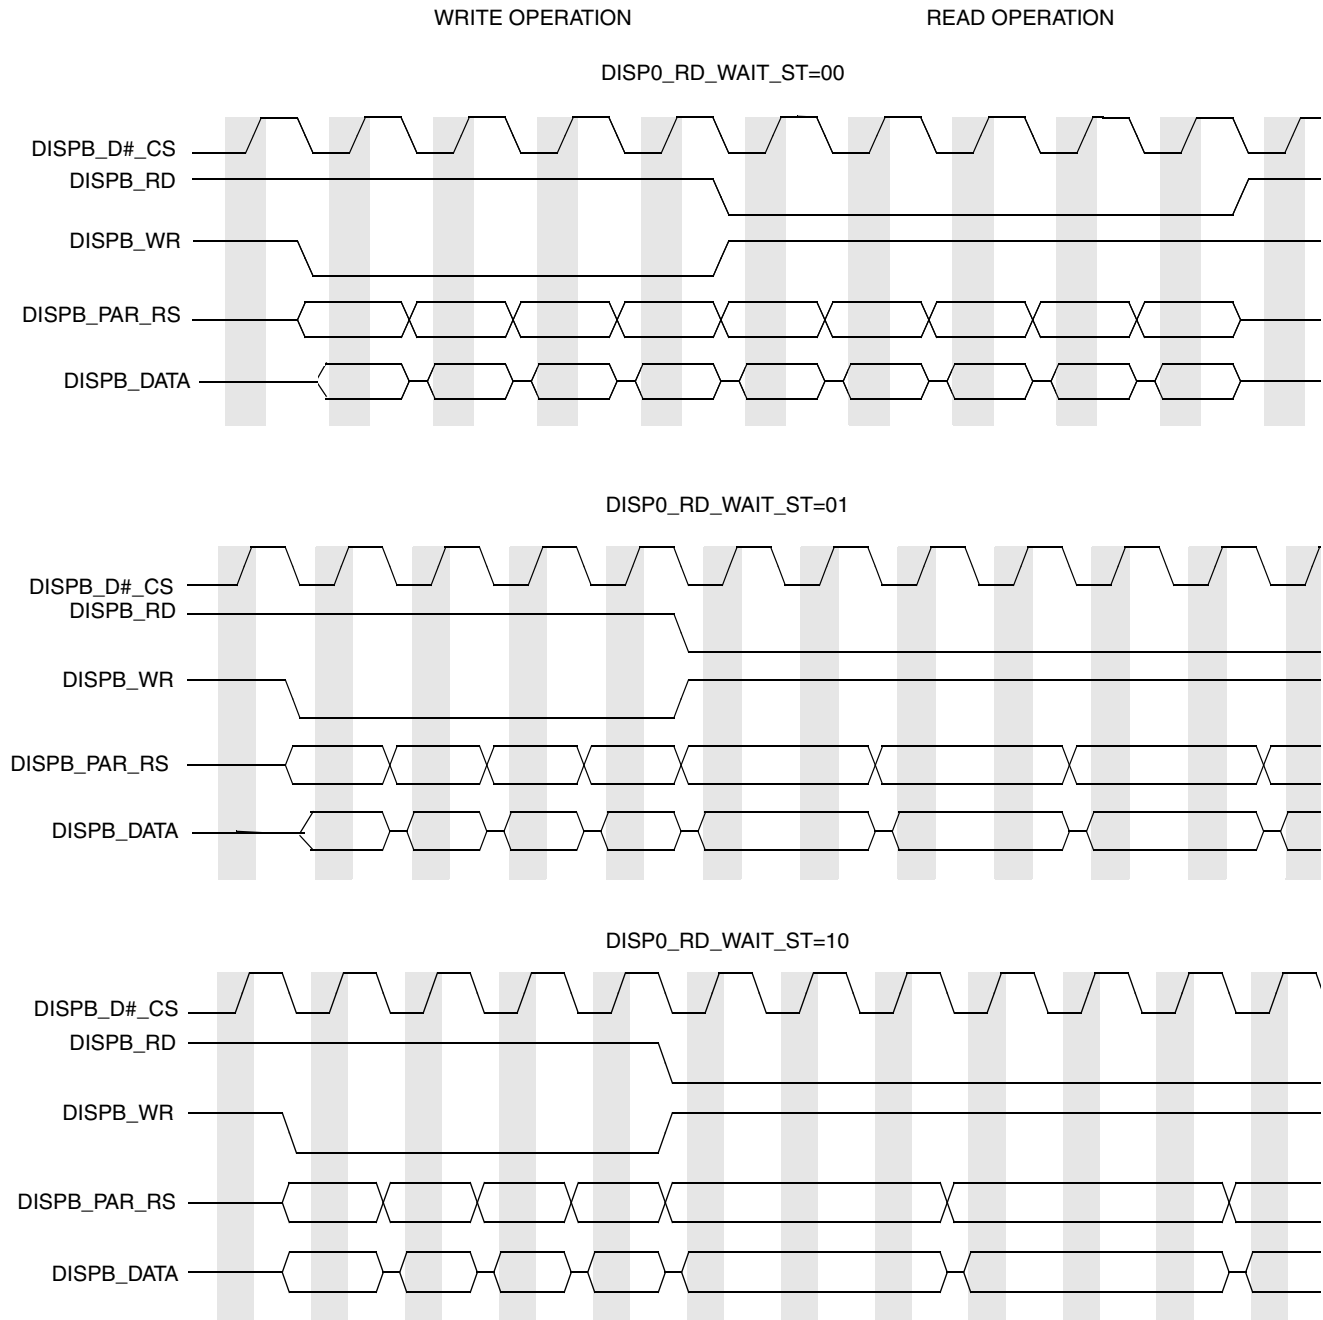 WRITE OPERATION READ OPERATION
DISP0_RD_WAIT_ST=00
DISPB_D#_CS
DISPB_RD
DISPB_WR
DISPB_PAR_RS
DISPB_DATA
DISP0_RD_WAIT_ST=01
DISPB_D#_CS
DISPB_RD
DISPB_WR
DISPB_PAR_RS
DISPB_DATA
DISP0_RD_WAIT_ST=10
DISPB_D#_CS
DISPB_RD
DISPB_WR
DISPB_PAR_RS
DISPB_DATA